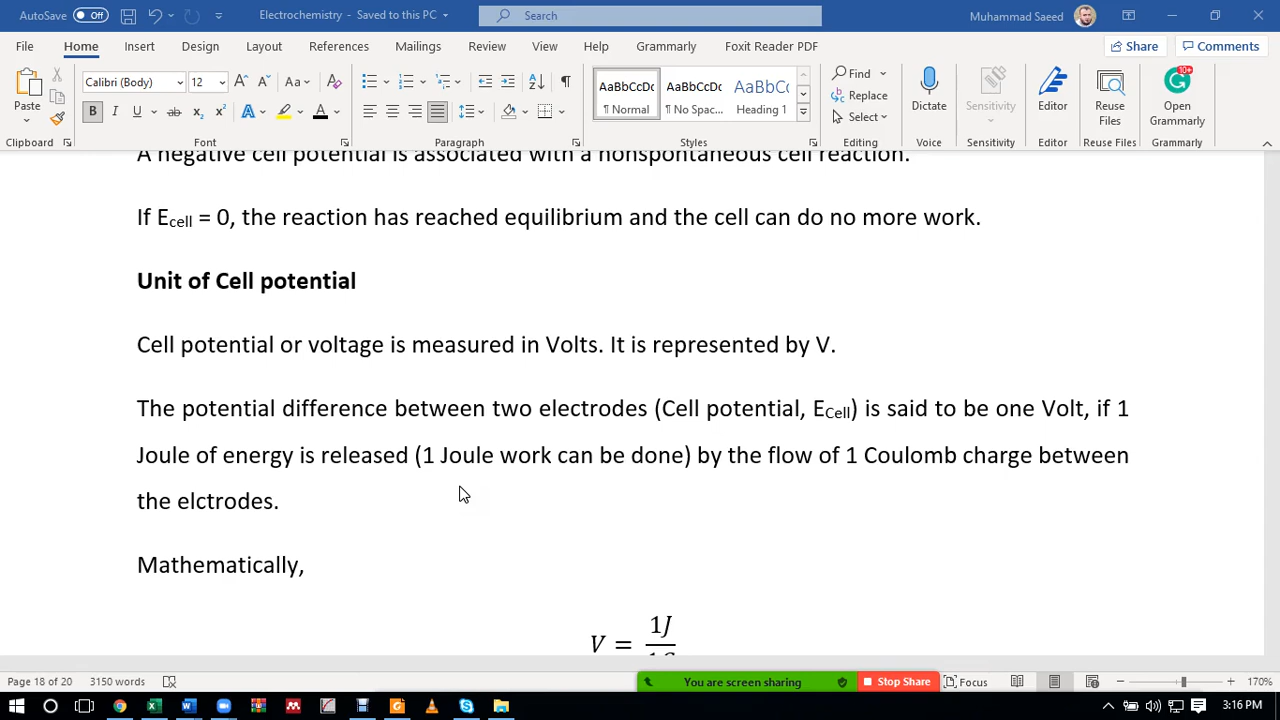 AutoSave Off Electrochemistry - Saved to this PC Search Muhammad Saeed
File Home Insert Design Layout References Mailings Review View Help Grammarly Foxit Reader PDF Share Comments
Paste Calibri (Body) 12 Aa AaBbCcDc AaBbCcDc AaBbCc Find Replace Select Dictate Sensitivity Editor Reuse Files Open Grammarly
¶ Normal ¶ No Spac... Heading 1
Clipboard Font Paragraph Styles Editing Voice Sensitivity Editor Reuse Files Grammarly
A negative cell potential is associated with a nonspontaneous cell reaction.
If Ecell = 0, the reaction has reached equilibrium and the cell can do no more work.
Unit of Cell potential
Cell potential or voltage is measured in Volts. It is represented by V.
The potential difference between two electrodes (Cell potential, ECell) is said to be one Volt, if 1
Joule of energy is released (1 Joule work can be done) by the flow of 1 Coulomb charge between
the elctrodes.
Mathematically,
V = 1J
Page 18 of 20 3150 words You are screen sharing Stop Share Focus 170%
3:16 PM